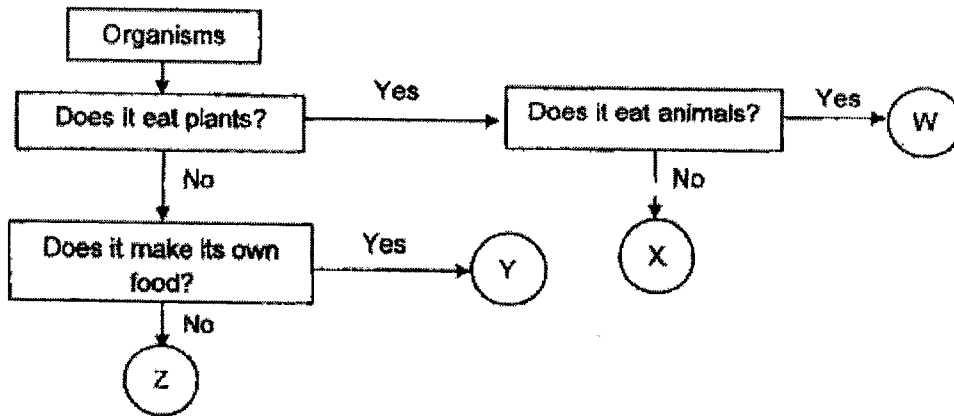 Organisms
Does it eat plants?
Yes
Does it eat animals?
Yes
W
No
No
X
Does it make its own
food?
Yes
Y
No
Z